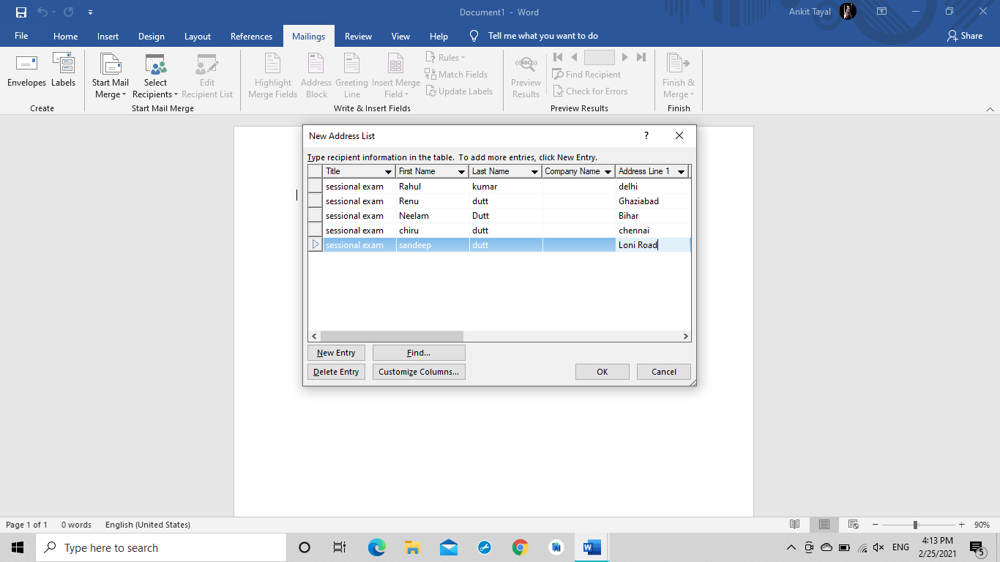 Document1 - Word
Ankit Tayal
File Home Insert Design Layout References Mailings Review View Help Tell me what you want to do Share
Envelopes Labels Start Mail Merge Select Recipients Edit Recipient List Highlight Merge Fields Address Block Greeting Line Insert Merge Field Rules Match Fields Update Labels Preview Results Find Recipient Check for Errors Finish & Merge
Create Start Mail Merge Write & Insert Fields Preview Results Finish
New Address List ?
Type recipient information in the table. To add more entries, click New Entry.
Title First Name Last Name Company Name Address Line 1
sessional exam Rahul kumar delhi
sessional exam Renu dutt Ghaziabad
sessional exam Neelam Dutt Bihar
sessional exam chiru dutt chennai
sessional exam sandeep dutt Loni Road
New Entry Find...
Delete Entry Customize Columns... OK Cancel
Page 1 of 1 0 words English (United States) 90%
Type here to search ENG 4:13 PM
2/25/2021 5